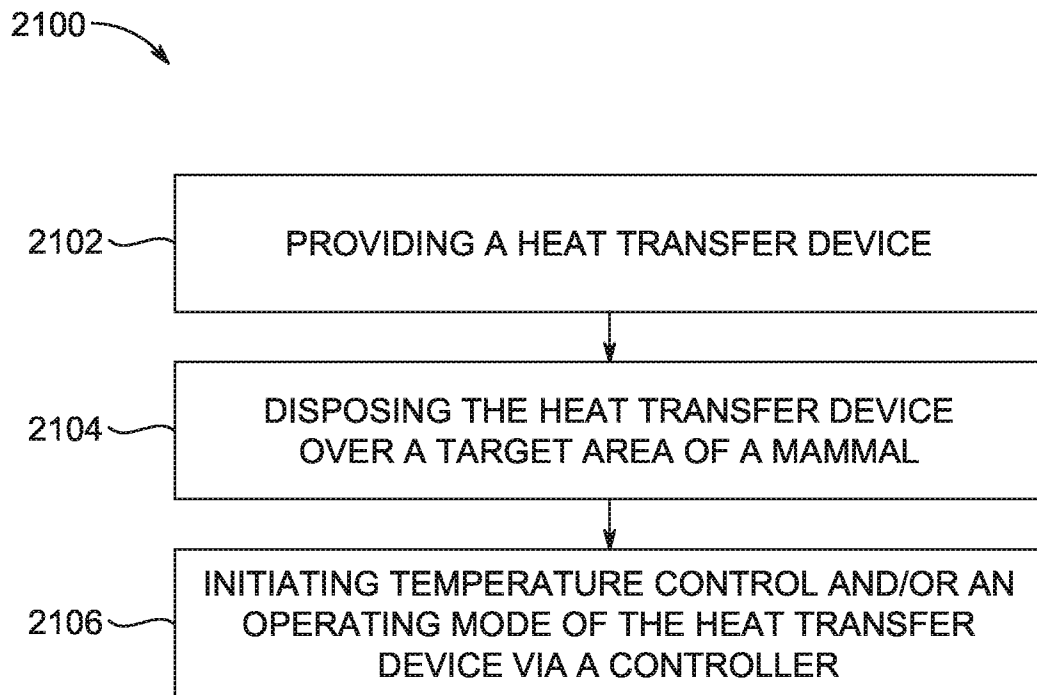 2100
2102
PROVIDING A HEAT TRANSFER DEVICE
2104
DISPOSING THE HEAT TRANSFER DEVICE
OVER A TARGET AREA OF A MAMMAL
2106
INITIATING TEMPERATURE CONTROL AND/OR AN
OPERATING MODE OF THE HEAT TRANSFER
DEVICE VIA A CONTROLLER